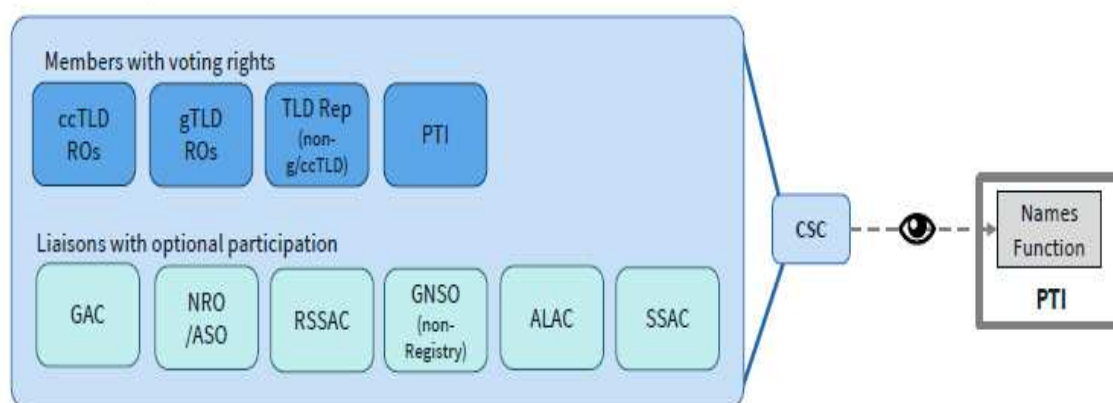 Members with voting rights
ccTLD
ROs
gTLD
ROs
TLD Rep
(non-
g/ccTLD)
PTI
Liaisons with optional participation
GAC
NRO
/ASO
RSSAC
GNSO
(non-
Registry)
ALAC
SSAC
CSC
Names
Function
PTI